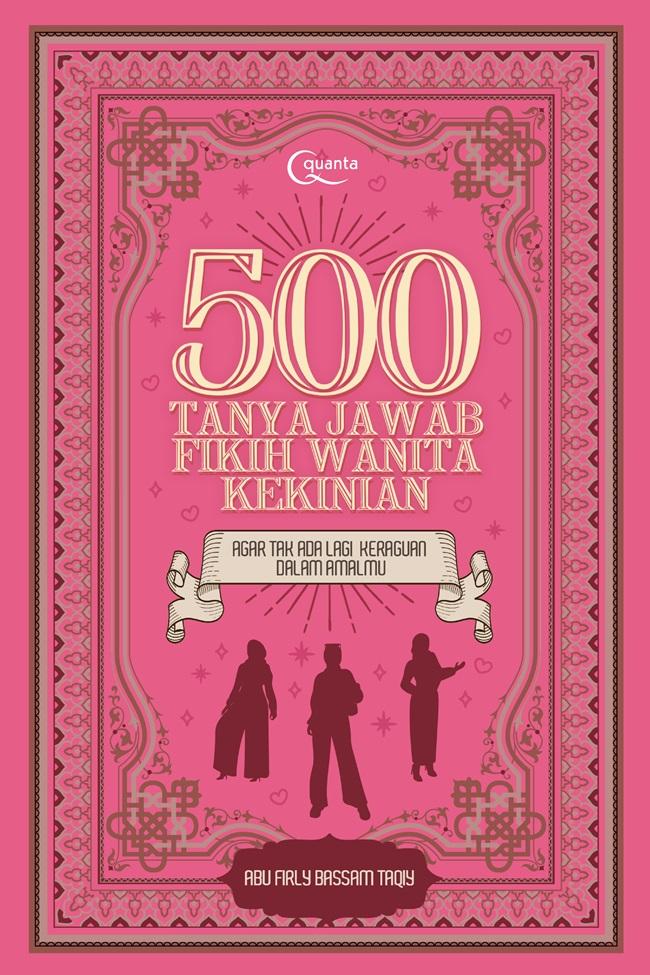 quanta
500
TANYA JAWAB
FIKIH WANITA
KEKINIAN
AGAR TAK ADA LAGI KERAGUAN
DALAM AMALMU
ABU FIRLY BASSAM TAQIY